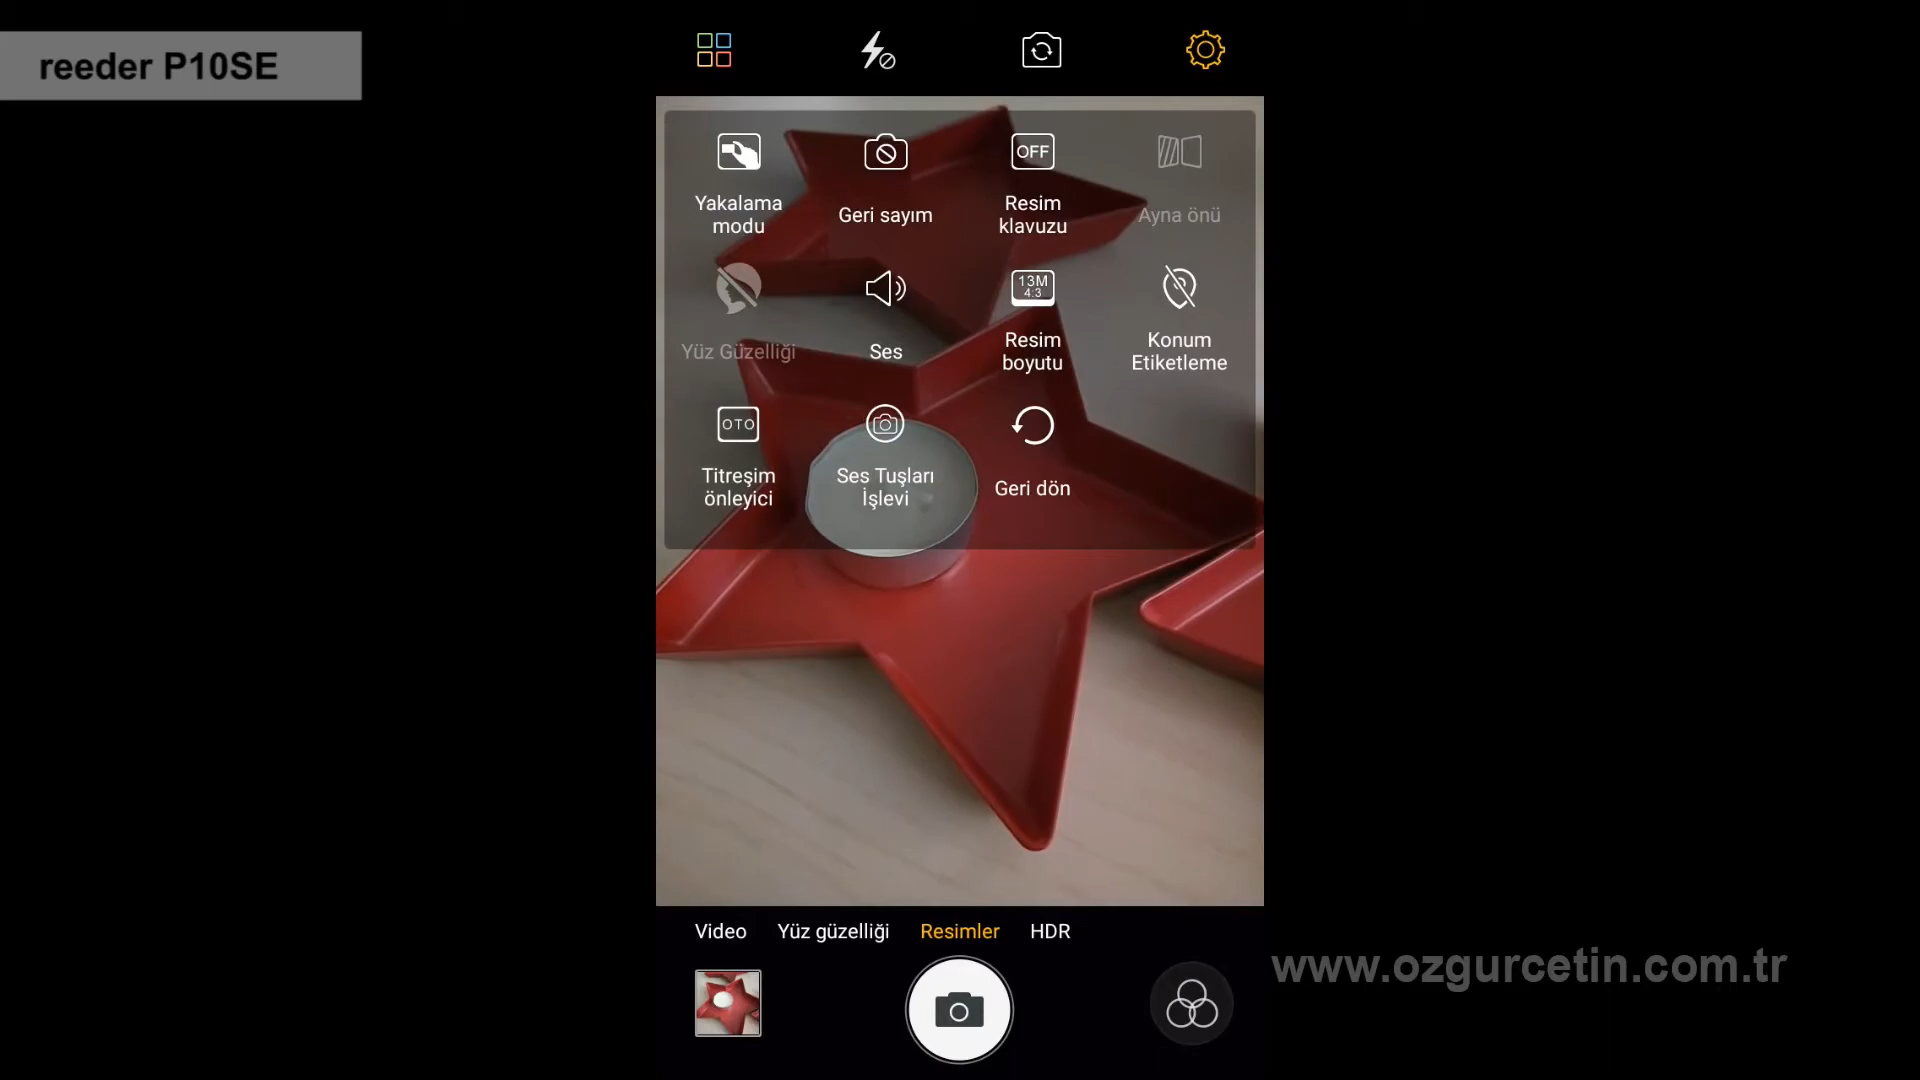 reeder P10SE
Yakalama
modu
Geri sayım
OFF
Resim
klavuzu
Ayna önü
Yüz Güzelliği
Ses
13M
4:3
Resim
boyutu
Konum
Etiketleme
OTO
Titreşim
önleyici
Ses Tuşları
İşlevi
Geri dön
Video
Yüz güzelliği
Resimler
HDR
www.ozgurcetin.com.tr